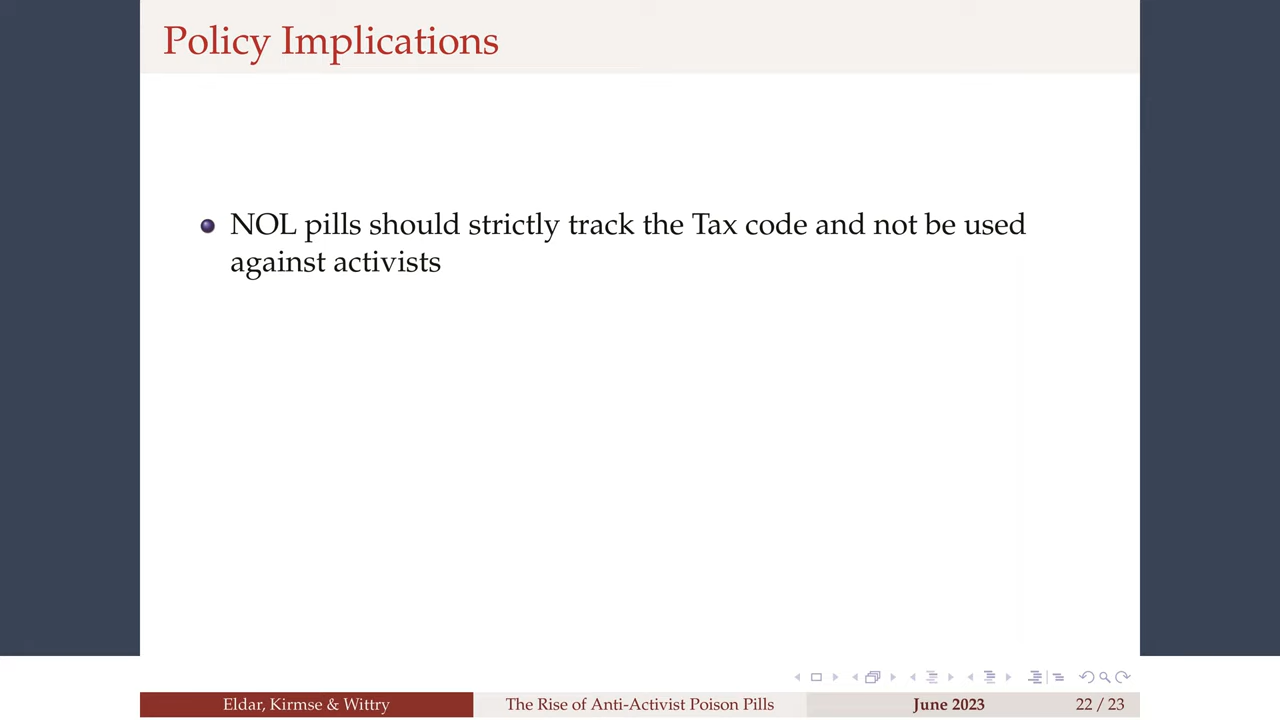 Policy Implications
NOL pills should strictly track the Tax code and not be used
against activists
Eldar, Kirmse & Wittry The Rise of Anti-Activist Poison Pills June 2023 22 / 23